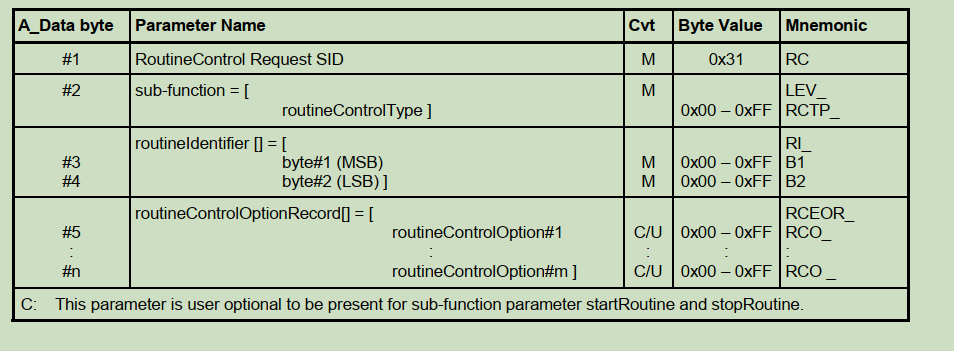 A_Data byte Parameter Name Cvt Byte Value Mnemonic
#1 RoutineControl Request SID M 0x31 RC
#2 sub-function = [ M LEV_
routineControlType ] 0x00 – 0xFF RCTP_
routineIdentifier [] = [ RI_
#3 byte#1 (MSB) M 0x00 – 0xFF B1
#4 byte#2 (LSB) ] M 0x00 – 0xFF B2
routineControlOptionRecord[] = [ RCEOR_
#5 routineControlOption#1 C/U 0x00 – 0xFF RCO_
: : : : :
#n routineControlOption#m ] C/U 0x00 – 0xFF RCO _
C: This parameter is user optional to be present for sub-function parameter startRoutine and stopRoutine.